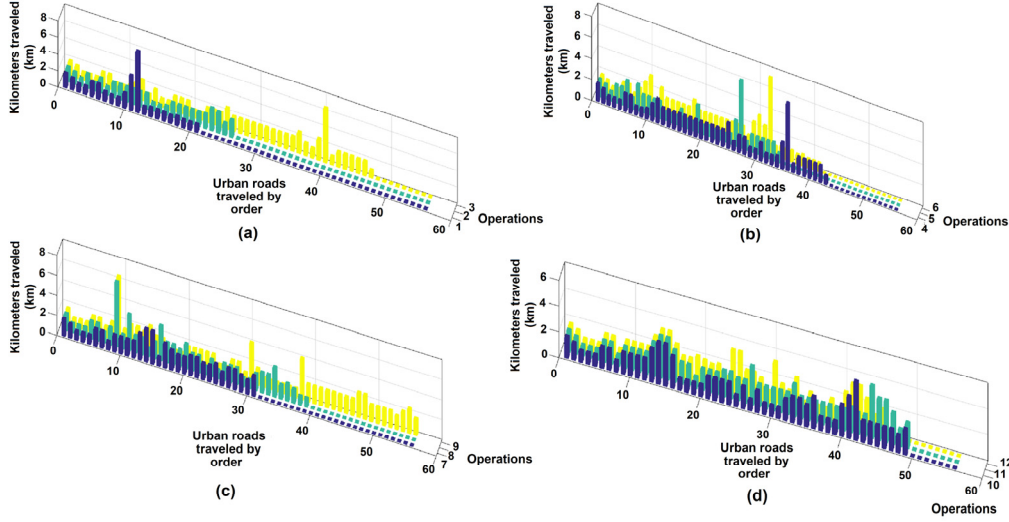 Kilometers traveled
(km)
8
6
4
2
0
0
10
20
30
40
50
60
Urban roads
traveled by
order
3
2
1
Operations
(a)
Kilometers traveled
(km)
8
6
4
2
0
0
10
20
30
40
50
60
Urban roads
traveled by
order
6
5
4
Operations
(b)
Kilometers traveled
(km)
8
6
4
2
0
0
10
20
30
40
50
60
Urban roads
traveled by
order
9
8
7
Operations
(c)
Kilometers traveled
(km)
6
4
2
0
0
10
20
30
40
50
60
Urban roads
traveled by
order
12
11
10
Operations
(d)